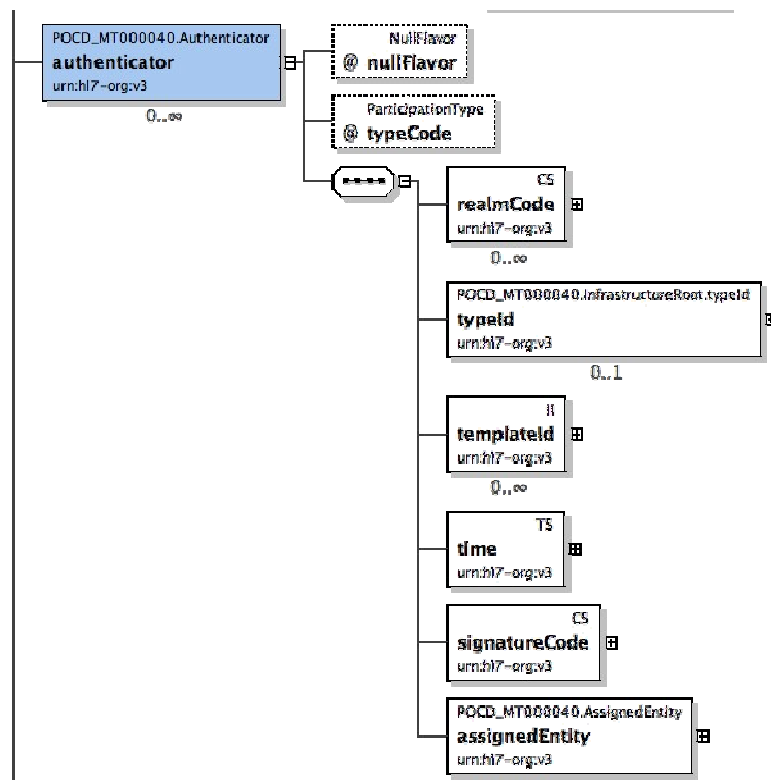 POCD_MT000040.Authenticator
authenticator
urn:hl7-org:v3
0..∞
NullFlavor
@ nullFlavor
ParticipationType
@ typeCode
CS
realmCode
urn:hl7-org:v3
0..∞
POCD_MT000040.InfrastructureRoot.typeId
typeId
urn:hl7-org:v3
0..1
II
templateId
urn:hl7-org:v3
0..∞
TS
time
urn:hl7-org:v3
CS
signatureCode
urn:hl7-org:v3
POCD_MT000040.AssignedEntity
assignedEntity
urn:hl7-org:v3